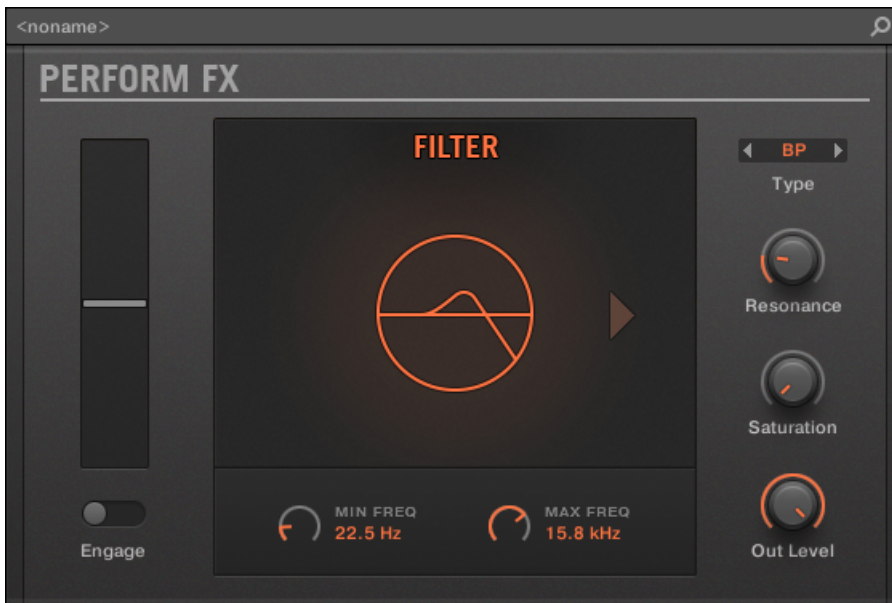 <noname>
PERFORM FX
FILTER
BP
Type
Resonance
Saturation
MIN FREQ
22.5 Hz
MAX FREQ
15.8 kHz
Engage
Out Level